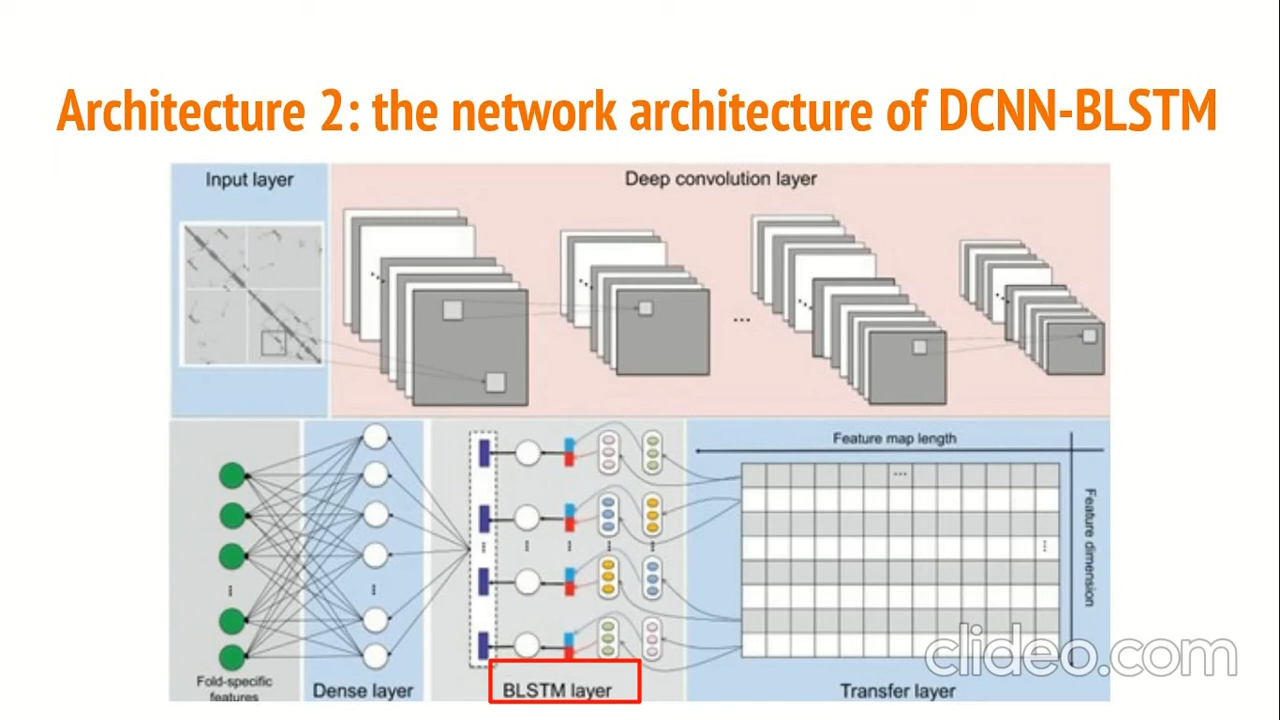 Architecture 2: the network architecture of DCNN-BLSTM
Input layer
Deep convolution layer
...
Feature map length
...
Feature dimension
Fold-specific
features
Dense layer
BLSTM layer
Transfer layer
clideo.com